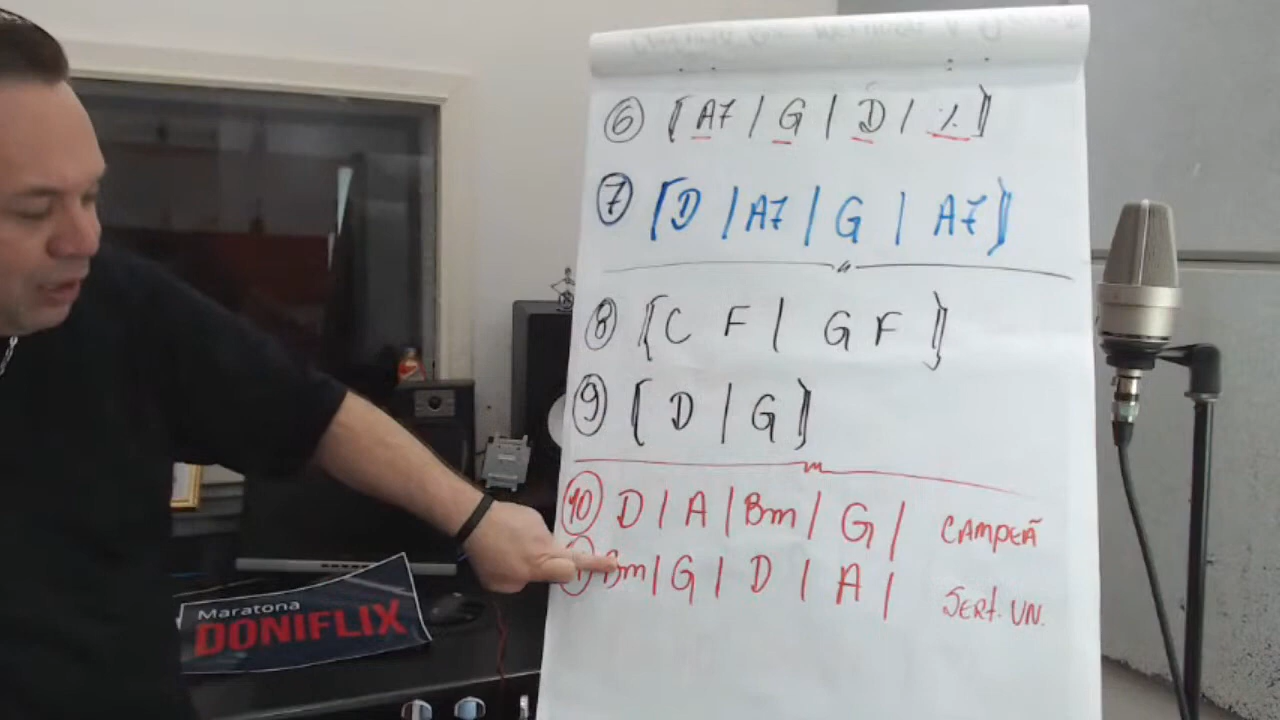 6 [ A7 | G | D | ٪ ]
7 [ D | A7 | G | A7 ]
8 [ C F | G F ]
9 [ D | G ]
10 D | A | Bm | G | CAMPEÃ
Bm | G | D | A | SERT. UN.
Maratona
DONIFLIX